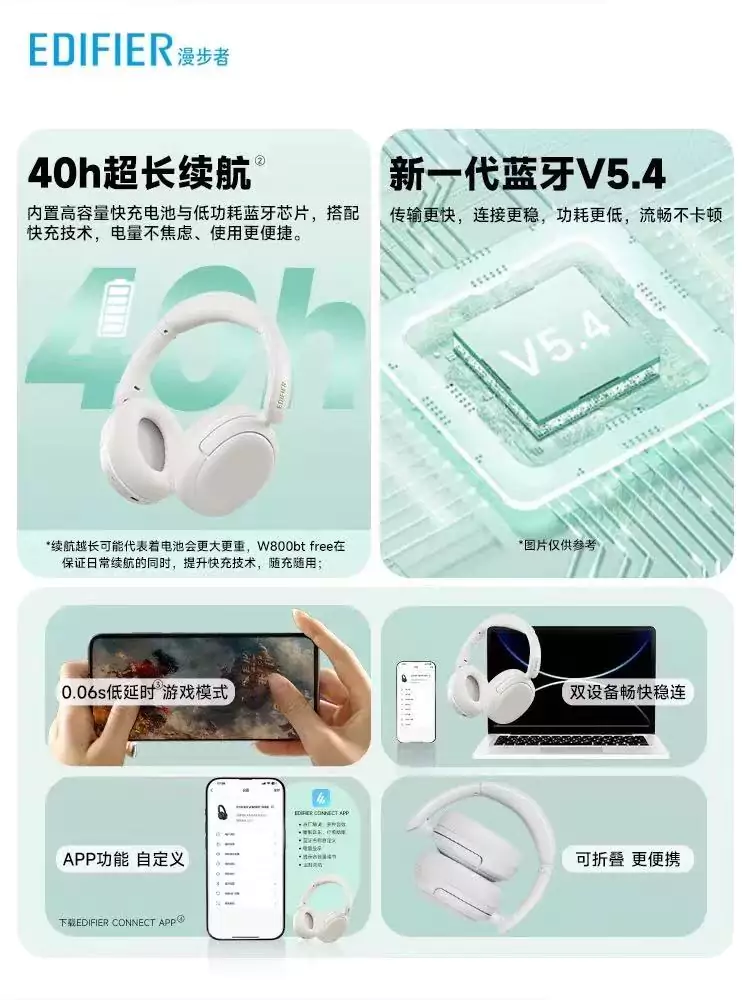 EDIFIER漫步者
40h超长续航②
内置高容量快充电池与低功耗蓝牙芯片，搭配
快充技术，电量不焦虑、使用更便捷。
40h
EDIFIER
*续航越长可能代表着电池会更大更重，W800bt free在
保证日常续航的同时，提升快充技术，随充随用；
新一代蓝牙V5.4
传输更快，连接更稳，功耗更低，流畅不卡顿
V5.4
*图片仅供参考
0.06s低延时③游戏模式
双设备畅快稳连
APP功能 自定义
EDIFIER CONNECT APP
下载EDIFIER CONNECT APP④
可折叠 更便携